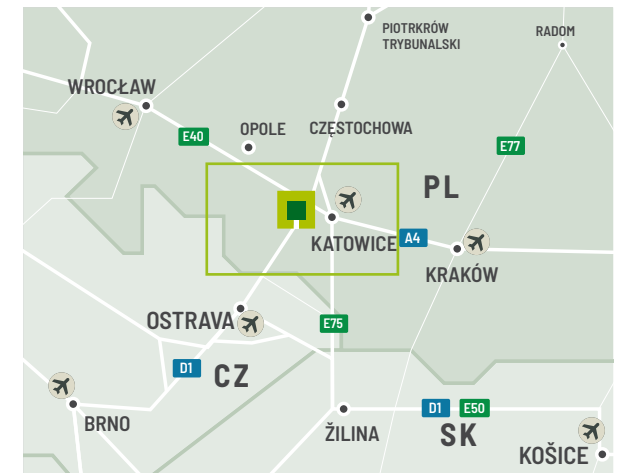 PIOTRKRÓW
TRYBUNALSKI
RADOM
WROCŁAW
E40
OPOLE
CZĘSTOCHOWA
E77
PL
KATOWICE
A4
KRAKÓW
OSTRAVA
E75
D1
CZ
BRNO
D1
E50
ŽILINA
SK
KOŠICE